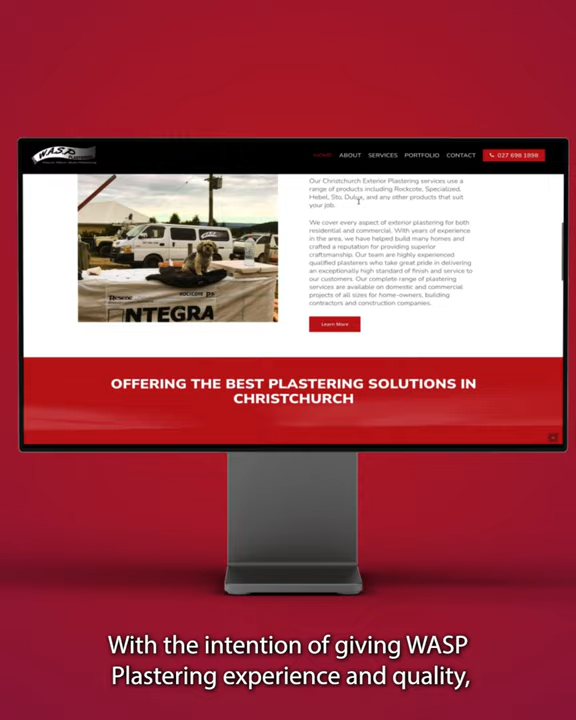 WASP
HOME ABOUT SERVICES PORTFOLIO CONTACT 027 698 1898
Our Christchurch Exterior Plastering services use a
range of products including Rockcote, Specialized,
Hebel, Sto, Dulux, and any other products that suit
your job.
We cover every aspect of exterior plastering for both
residential and commercial. With years of experience
in the area, we have helped build many homes and
crafted a reputation for providing superior
craftsmanship. Our team are highly experienced
qualified plasterers who take great pride in delivering
an exceptionally high standard of finish and service to
our customers. Our complete range of plastering
services are available on domestic and commercial
projects of all sizes for home-owners, building
contractors and construction companies.
NTEGRA
Learn More
OFFERING THE BEST PLASTERING SOLUTIONS IN
CHRISTCHURCH
With the intention of giving WASP
Plastering experience and quality,